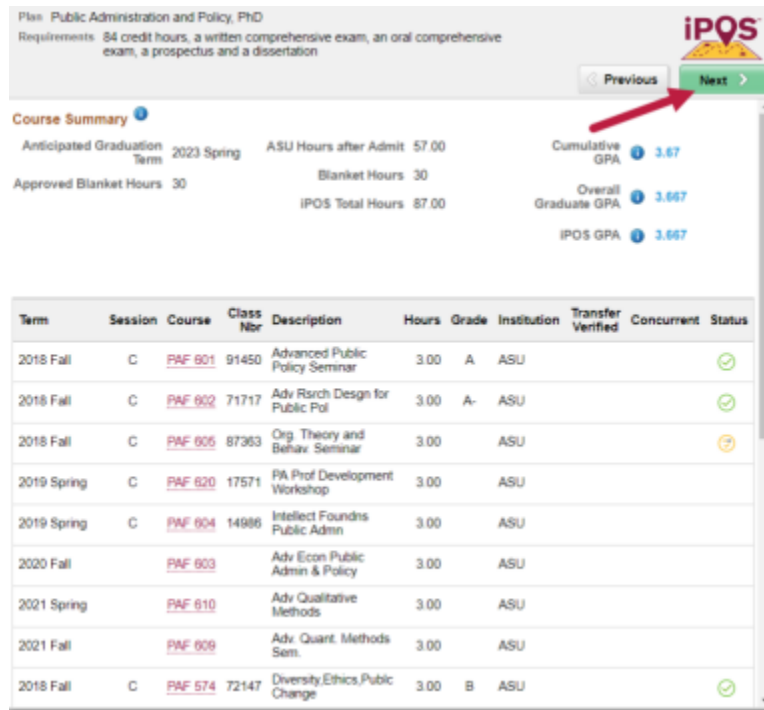 Plan Public Administration and Policy, PhD
Requirements 84 credit hours, a written comprehensive exam, an oral comprehensive
exam, a prospectus and a dissertation
iPOS
Previous
Next
Course Summary
Anticipated Graduation Term 2023 Spring
Approved Blanket Hours 30
ASU Hours after Admit 57.00
Blanket Hours 30
iPOS Total Hours 87.00
Cumulative GPA 3.67
Overall Graduate GPA 3.667
iPOS GPA 3.667
Term Session Course Class Nbr Description Hours Grade Institution Transfer Verified Concurrent Status
2018 Fall C PAF 601 91450 Advanced Public Policy Seminar 3.00 A ASU
2018 Fall C PAF 602 71717 Adv Rsrch Desgn for Public Pol 3.00 A- ASU
2018 Fall C PAF 605 87363 Org. Theory and Behav. Seminar 3.00 ASU
2019 Spring C PAF 620 17571 PA Prof Development Workshop 3.00 ASU
2019 Spring C PAF 604 14986 Intellect Foundns Public Admn 3.00 ASU
2020 Fall PAF 603 Adv Econ Public Admin & Policy 3.00 ASU
2021 Spring PAF 610 Adv Qualitative Methods 3.00 ASU
2021 Fall PAF 609 Adv. Quant. Methods Sem. 3.00 ASU
2018 Fall C PAF 574 72147 Diversity,Ethics,Public Change 3.00 B ASU